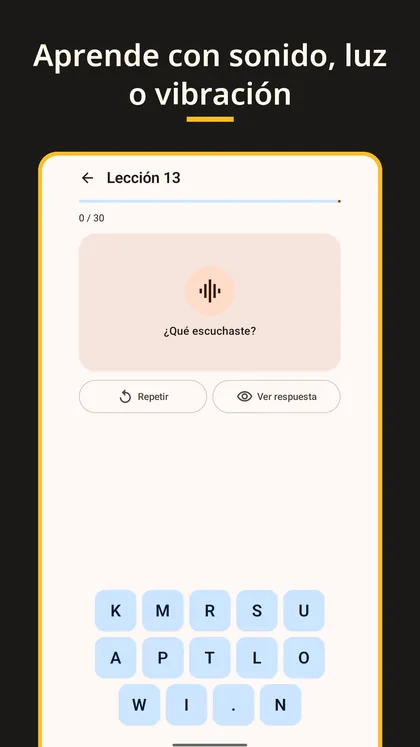 Aprende con sonido, luz
o vibración
Lección 13
0 / 30
¿Qué escuchaste?
Repetir
Ver respuesta
K M R S U
A P T L O
W I . N